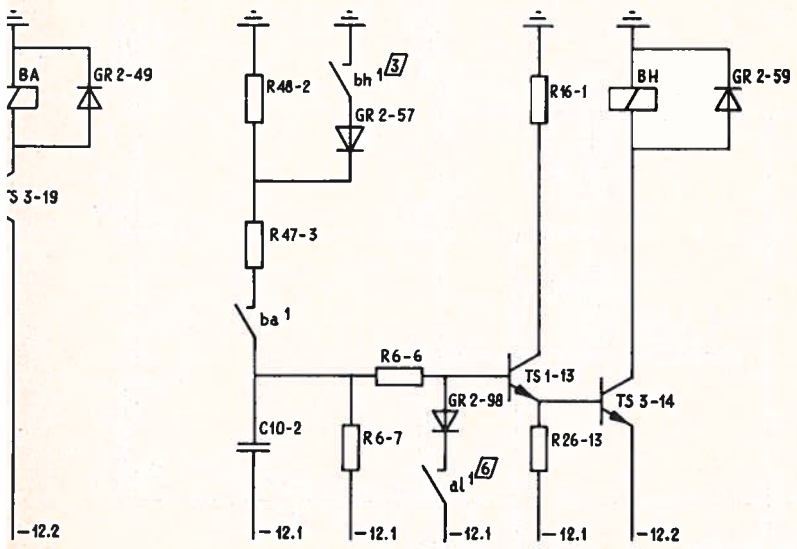 BA
GR 2-49
R48-2
bh 1 3
GR 2-57
R16-1
BH
GR 2-59
TS 3-19
R47-3
ba 1
R6-6
TS 1-13
GR 2-98
TS 3-14
C10-2
R6-7
al 1 6
R26-13
-12.2
-12.1
-12.1
-12.1
-12.1
-12.2